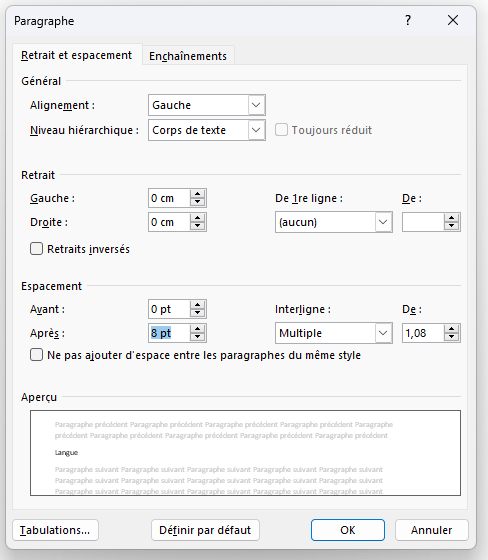 Paragraphe ? ×
Retrait et espacement Enchaînements
Général
Alignement : Gauche
Niveau hiérarchique : Corps de texte Toujours réduit
Retrait
Gauche : 0 cm De 1re ligne : De :
Droite : 0 cm (aucun)
Retraits inversés
Espacement
Avant : 0 pt Interligne : De :
Après : 8 pt Multiple 1,08
Ne pas ajouter d'espace entre les paragraphes du même style
Aperçu
Paragraphe précédent Paragraphe précédent Paragraphe précédent Paragraphe précédent Paragraphe
précédent Paragraphe précédent Paragraphe précédent Paragraphe précédent Paragraphe précédent
Langue
Paragraphe suivant Paragraphe suivant Paragraphe suivant Paragraphe suivant Paragraphe suivant
Paragraphe suivant Paragraphe suivant Paragraphe suivant Paragraphe suivant Paragraphe suivant
Paragraphe suivant Paragraphe suivant Paragraphe suivant Paragraphe suivant Paragraphe suivant
Tabulations... Définir par défaut OK Annuler